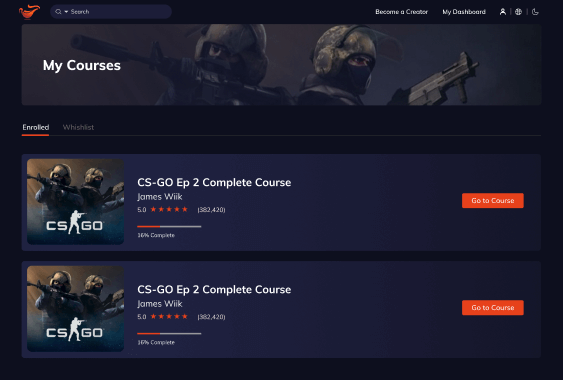 Search
Become a Creator
My Dashboard
My Courses
Enrolled
Whishlist
CS-GO Ep 2 Complete Course
James Wiik
5.0 ★★★★★ (382,420)
16% Complete
Go to Course
CS GO
CS-GO Ep 2 Complete Course
James Wiik
5.0 ★★★★★ (382,420)
16% Complete
Go to Course
CS GO